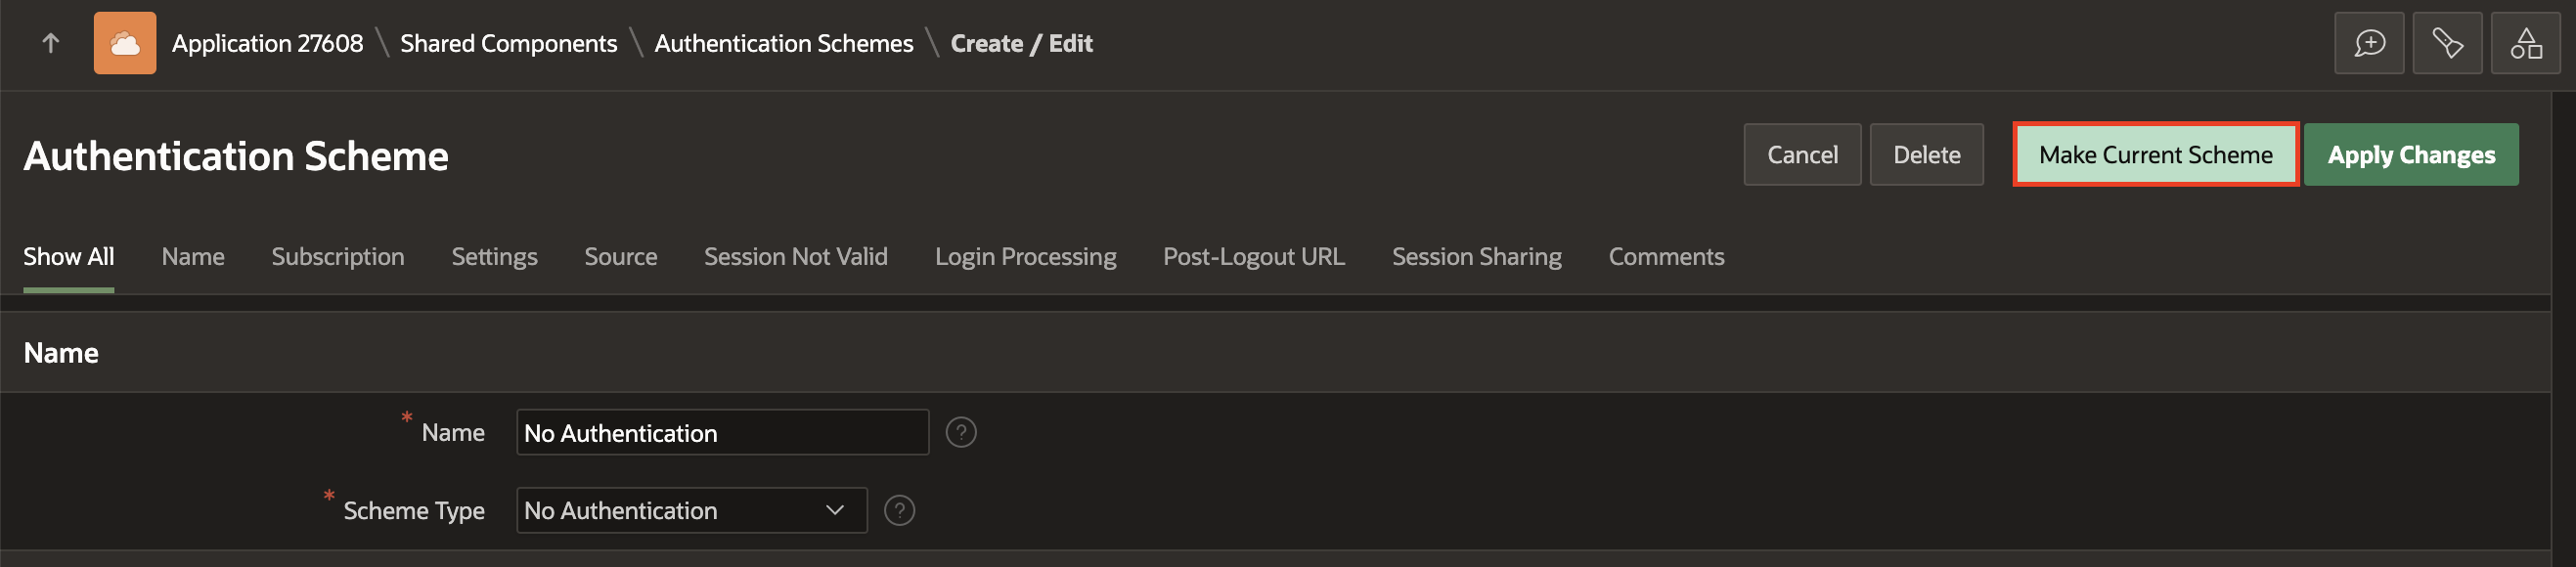 Application 27608 \ Shared Components \ Authentication Schemes \ Create / Edit
Authentication Scheme
Cancel Delete Make Current Scheme Apply Changes
Show All Name Subscription Settings Source Session Not Valid Login Processing Post-Logout URL Session Sharing Comments
Name
* Name No Authentication ?
* Scheme Type No Authentication ?